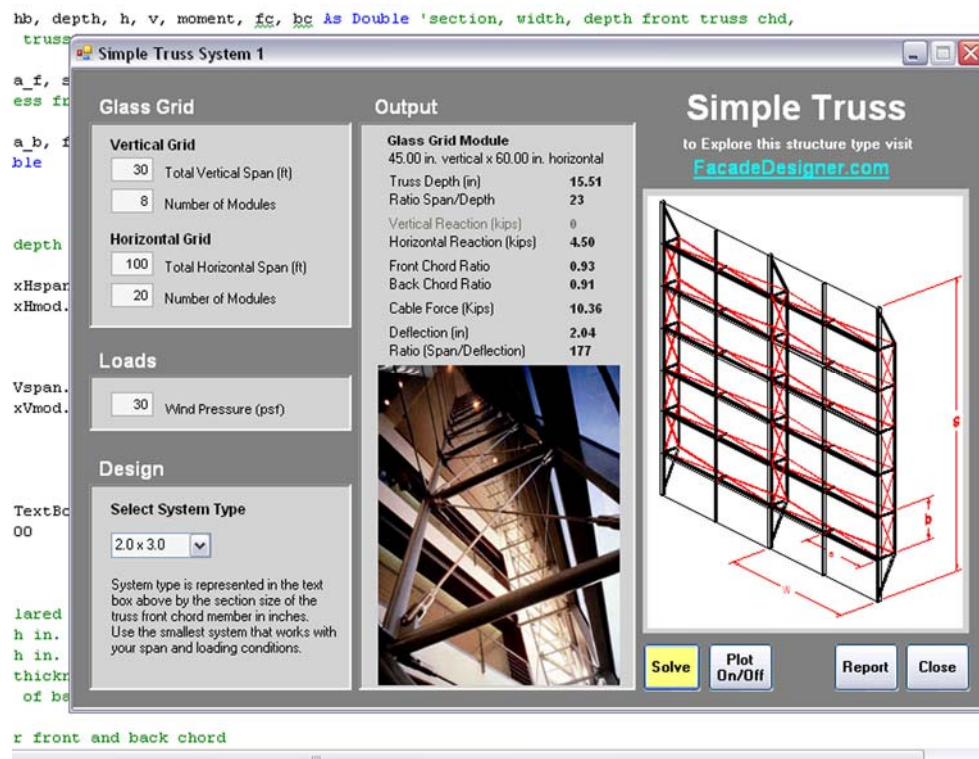 hb, depth, h, v, moment, fc, bc As Double 'section, width, depth front truss chd,
truss
Simple Truss System 1
a_f, s
ess fr
a_b, f
ble
depth
xHspan
xHmod.
Vspan.
xVmod.
TextBo
00
lared
h in.
h in.
thickn
of ba
r front and back chord
Glass Grid
Vertical Grid
30 Total Vertical Span (ft)
8 Number of Modules
Horizontal Grid
100 Total Horizontal Span (ft)
20 Number of Modules
Loads
30 Wind Pressure (psf)
Design
Select System Type
2.0 x 3.0
System type is represented in the text
box above by the section size of the
truss front chord member in inches.
Use the smallest system that works with
your span and loading conditions.
Output
Glass Grid Module
45.00 in. vertical x 60.00 in. horizontal
Truss Depth (in) 15.51
Ratio Span/Depth 23
Vertical Reaction (kips) 0
Horizontal Reaction (kips) 4.50
Front Chord Ratio 0.93
Back Chord Ratio 0.91
Cable Force (Kips) 10.36
Deflection (in) 2.04
Ratio (Span/Deflection) 177
Simple Truss
to Explore this structure type visit
FacadeDesigner.com
b
W
Solve
Plot
On/Off
Report
Close